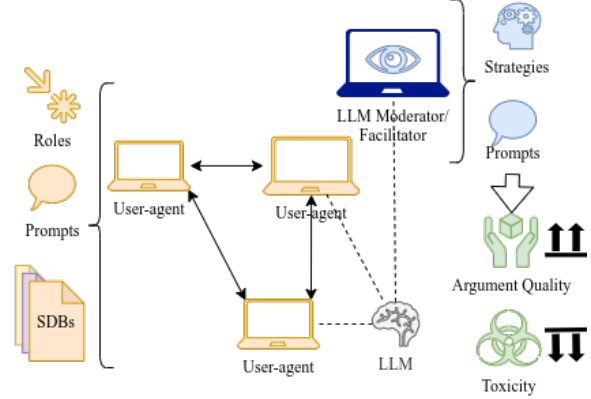 Strategies
LLM Moderator/
Facilitator
Roles
Prompts
User-agent
User-agent
Prompts
Argument Quality
SDBs
User-agent
LLM
Toxicity